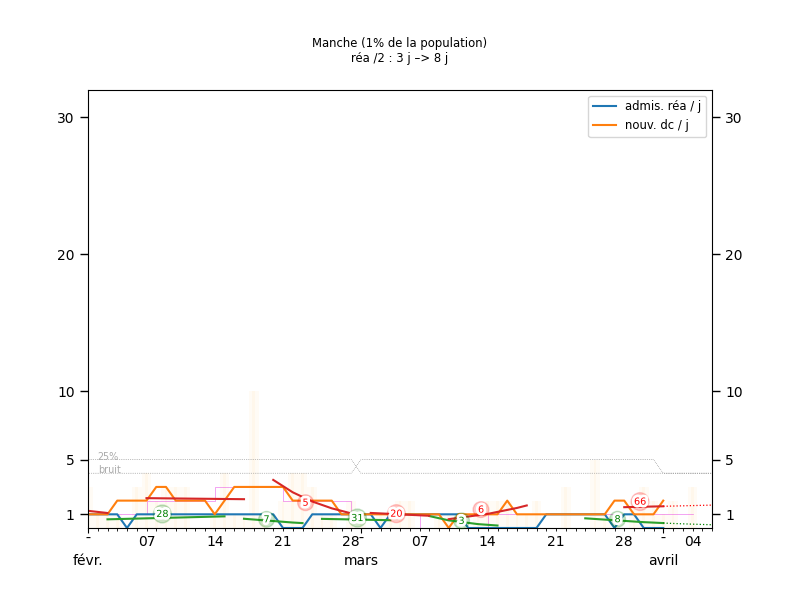 Manche (1% de la population)
réa /2 : 3 j –> 8 j
admis. réa / j
nouv. dc / j
30 30
20 20
10 10
5 5
1 1
25%
bruit
28 7 5 31 20 3 6 8 66
- 07 14 21 28 - 07 14 21 28 - 04
févr. mars avril